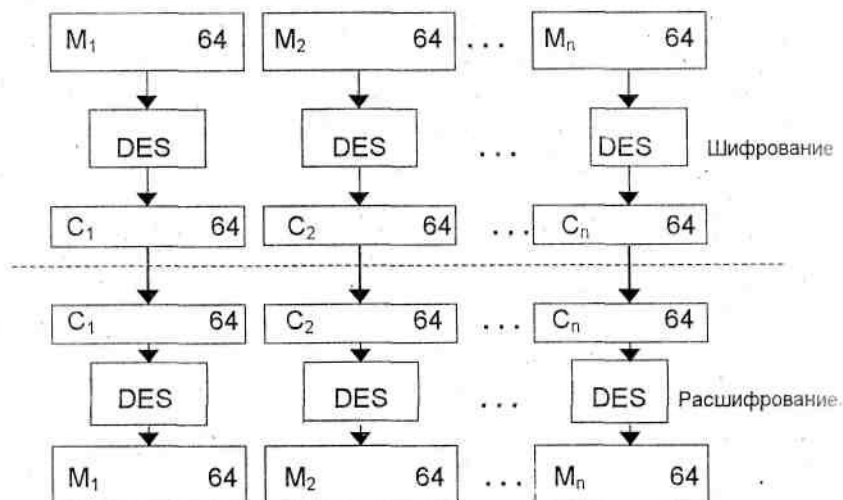 M₁ 64 M₂ 64 ... Mₙ 64
DES DES ... DES Шифрование
C₁ 64 C₂ 64 ... Cₙ 64
C₁ 64 C₂ 64 ... Cₙ 64
DES DES ... DES Расшифрование.
M₁ 64 M₂ 64 ... Mₙ 64